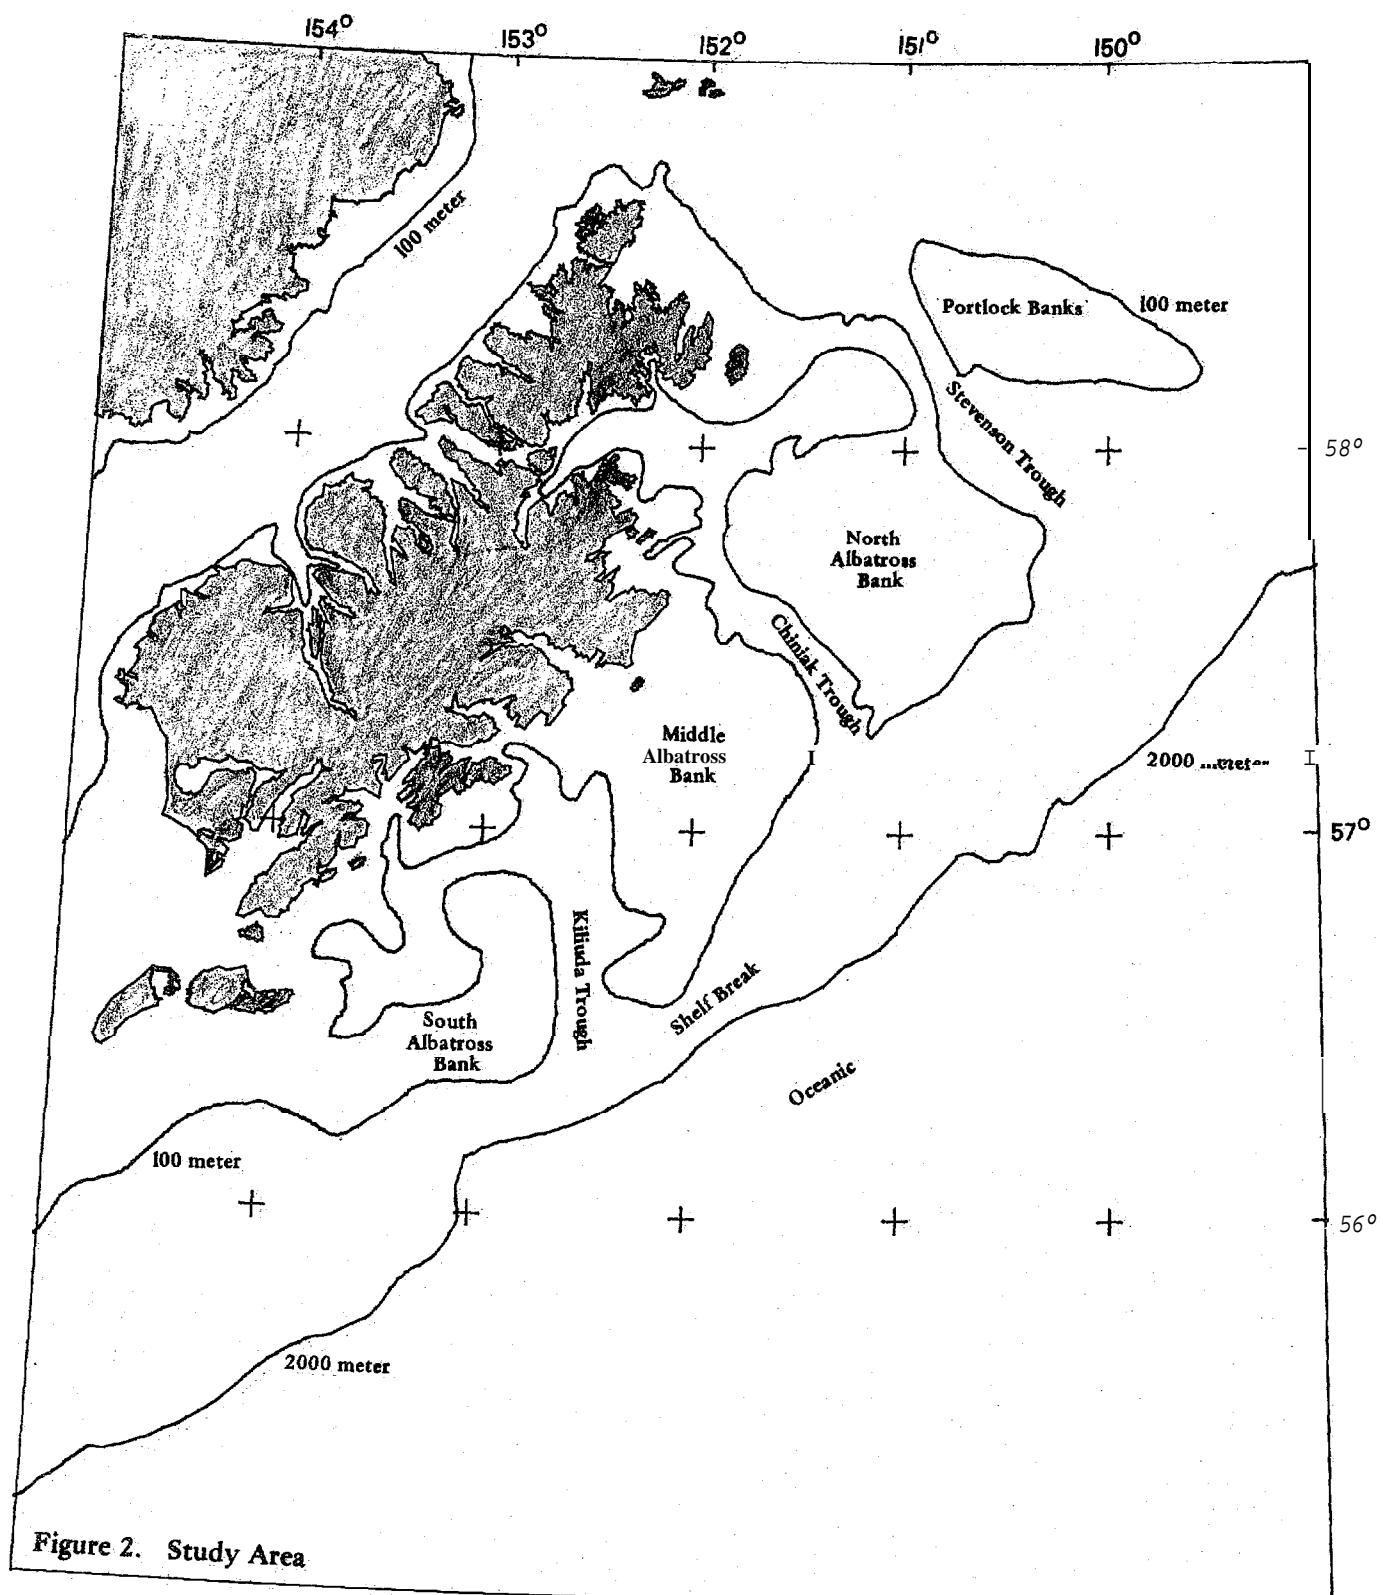 154° 153° 152° 151° 150°
100 meter
Portlock Banks
100 meter
Stevenson Trough
58°
North
Albatross
Bank
Chiniak Trough
Middle
Albatross
Bank
2000
57°
Kiliuda Trough
Shelf Break
South
Albatross
Bank
Oceanic
100 meter
56°
2000 meter
Figure 2. Study Area